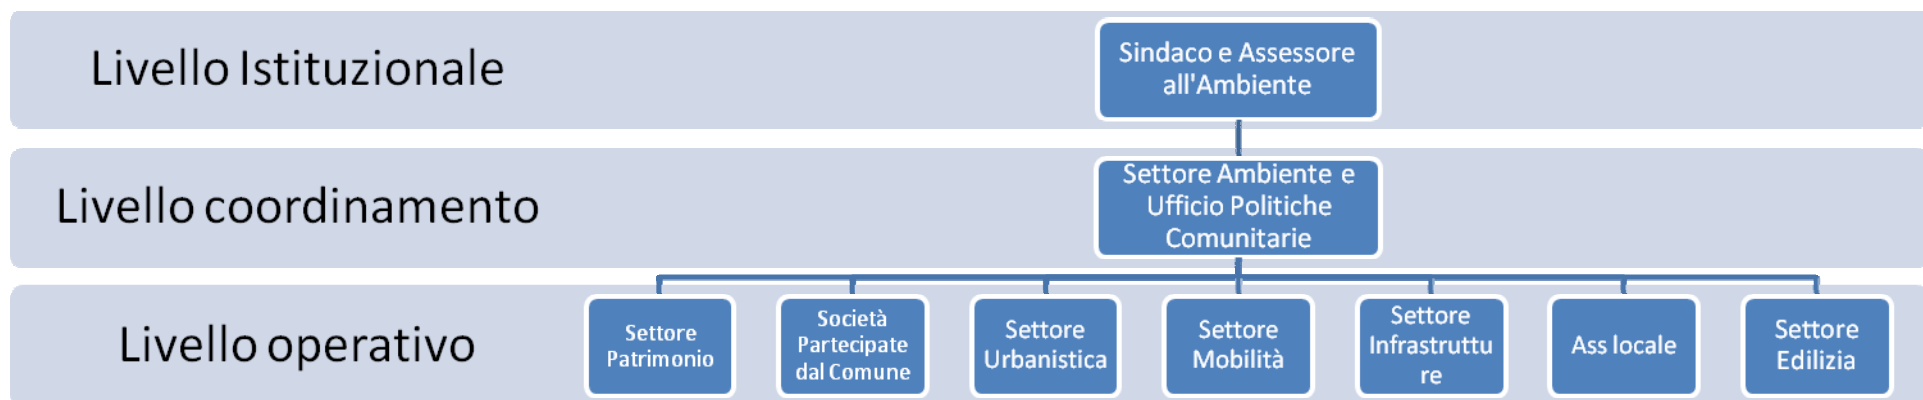 Livello Istituzionale
Sindaco e Assessore
all'Ambiente
Livello coordinamento
Settore Ambiente e
Ufficio Politiche
Comunitarie
Livello operativo
Settore
Patrimonio
Società
Partecipate
dal Comune
Settore
Urbanistica
Settore
Mobilità
Settore
Infrastruttu
re
Ass locale
Settore
Edilizia